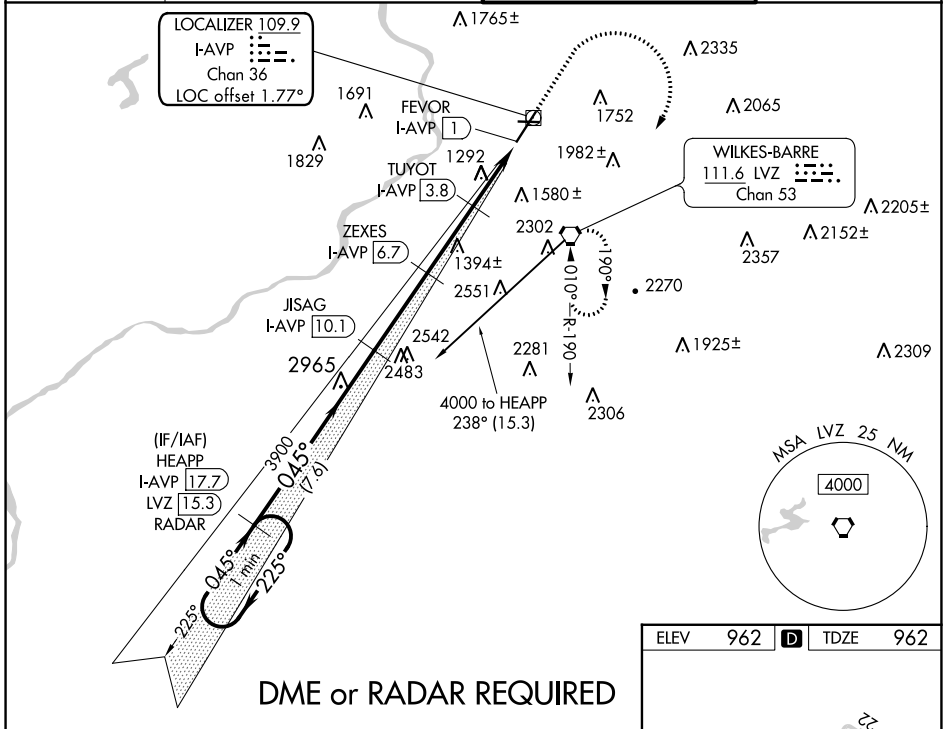 LOCALIZER 109.9
I-AVP
Chan 36
LOC offset 1.77°
1765±
2335
1691
1829
FEVOR
I-AVP 1
1752
2065
1292
1982±
TUYOT
I-AVP 3.8
WILKES-BARRE
111.6 LVZ
Chan 53
1580±
2205±
2302
2152±
2357
ZEXES
I-AVP 6.7
1394±
2551
190°
010°
R-190
2270
JISAG
I-AVP 10.1
2542
2483
2965
2281
1925±
2309
2306
4000 to HEAPP
238° (15.3)
(IF/IAF)
HEAPP
I-AVP 17.7
LVZ 15.3
RADAR
3900
045°
(7.6)
MSA LVZ 25 NM
4000
045°
1 min
225°
225°
DME or RADAR REQUIRED
ELEV 962 D TDZE 962
22